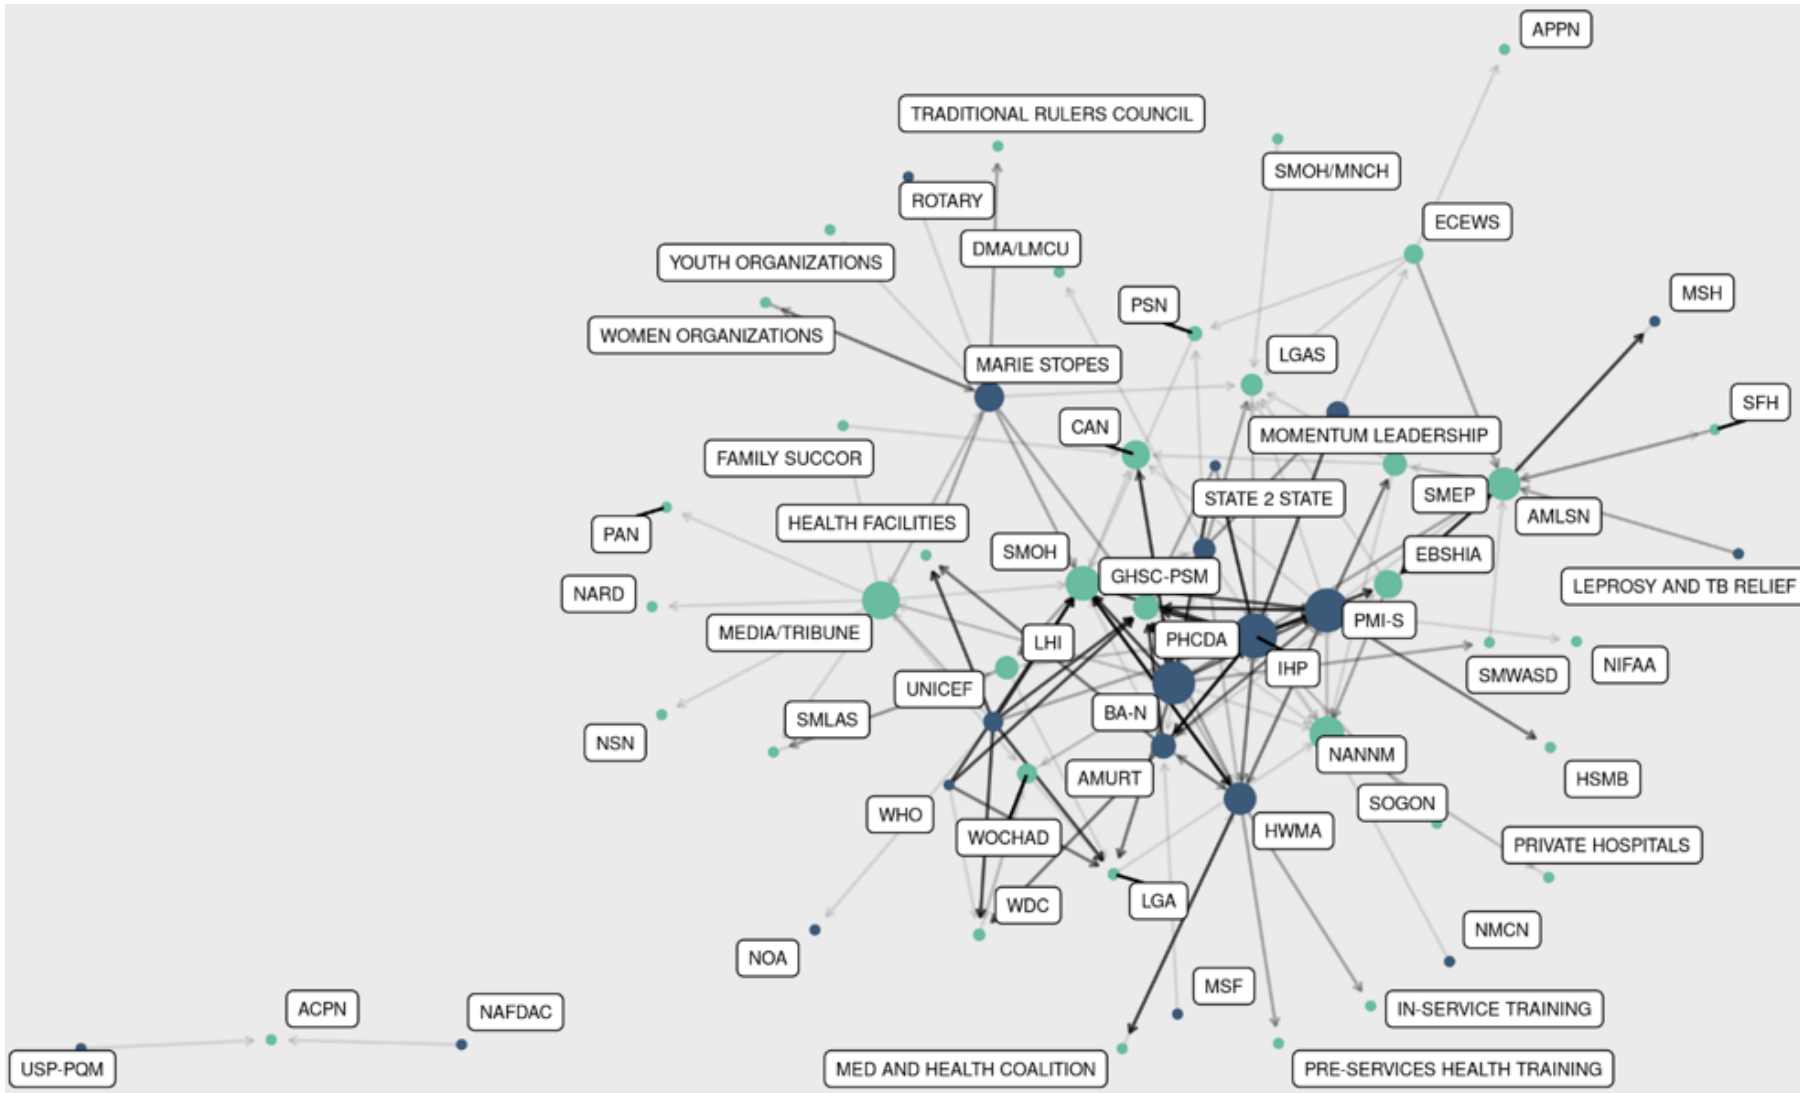 APPN
TRADITIONAL RULERS COUNCIL
SMOH/MNCH
ROTARY
ECEWS
DMA/LMCU
YOUTH ORGANIZATIONS
MSH
PSN
WOMEN ORGANIZATIONS
LGAS
MARIE STOPES
SFH
CAN
MOMENTUM LEADERSHIP
FAMILY SUCCOR
SMEP
STATE 2 STATE
AMLSN
HEALTH FACILITIES
PAN
SMOH
EBSHIA
GHSC-PSM
LEPROSY AND TB RELIEF
NARD
PMI-S
MEDIA/TRIBUNE
LHI
PHCDA
NIFAA
IHP
SMWASD
UNICEF
BA-N
SMLAS
NSN
NANNM
AMURT
HSMB
SOGON
WHO
HWMA
WOCHAD
PRIVATE HOSPITALS
LGA
WDC
NMCN
NOA
MSF
IN-SERVICE TRAINING
ACPN
NAFDAC
USP-PQM
MED AND HEALTH COALITION
PRE-SERVICES HEALTH TRAINING